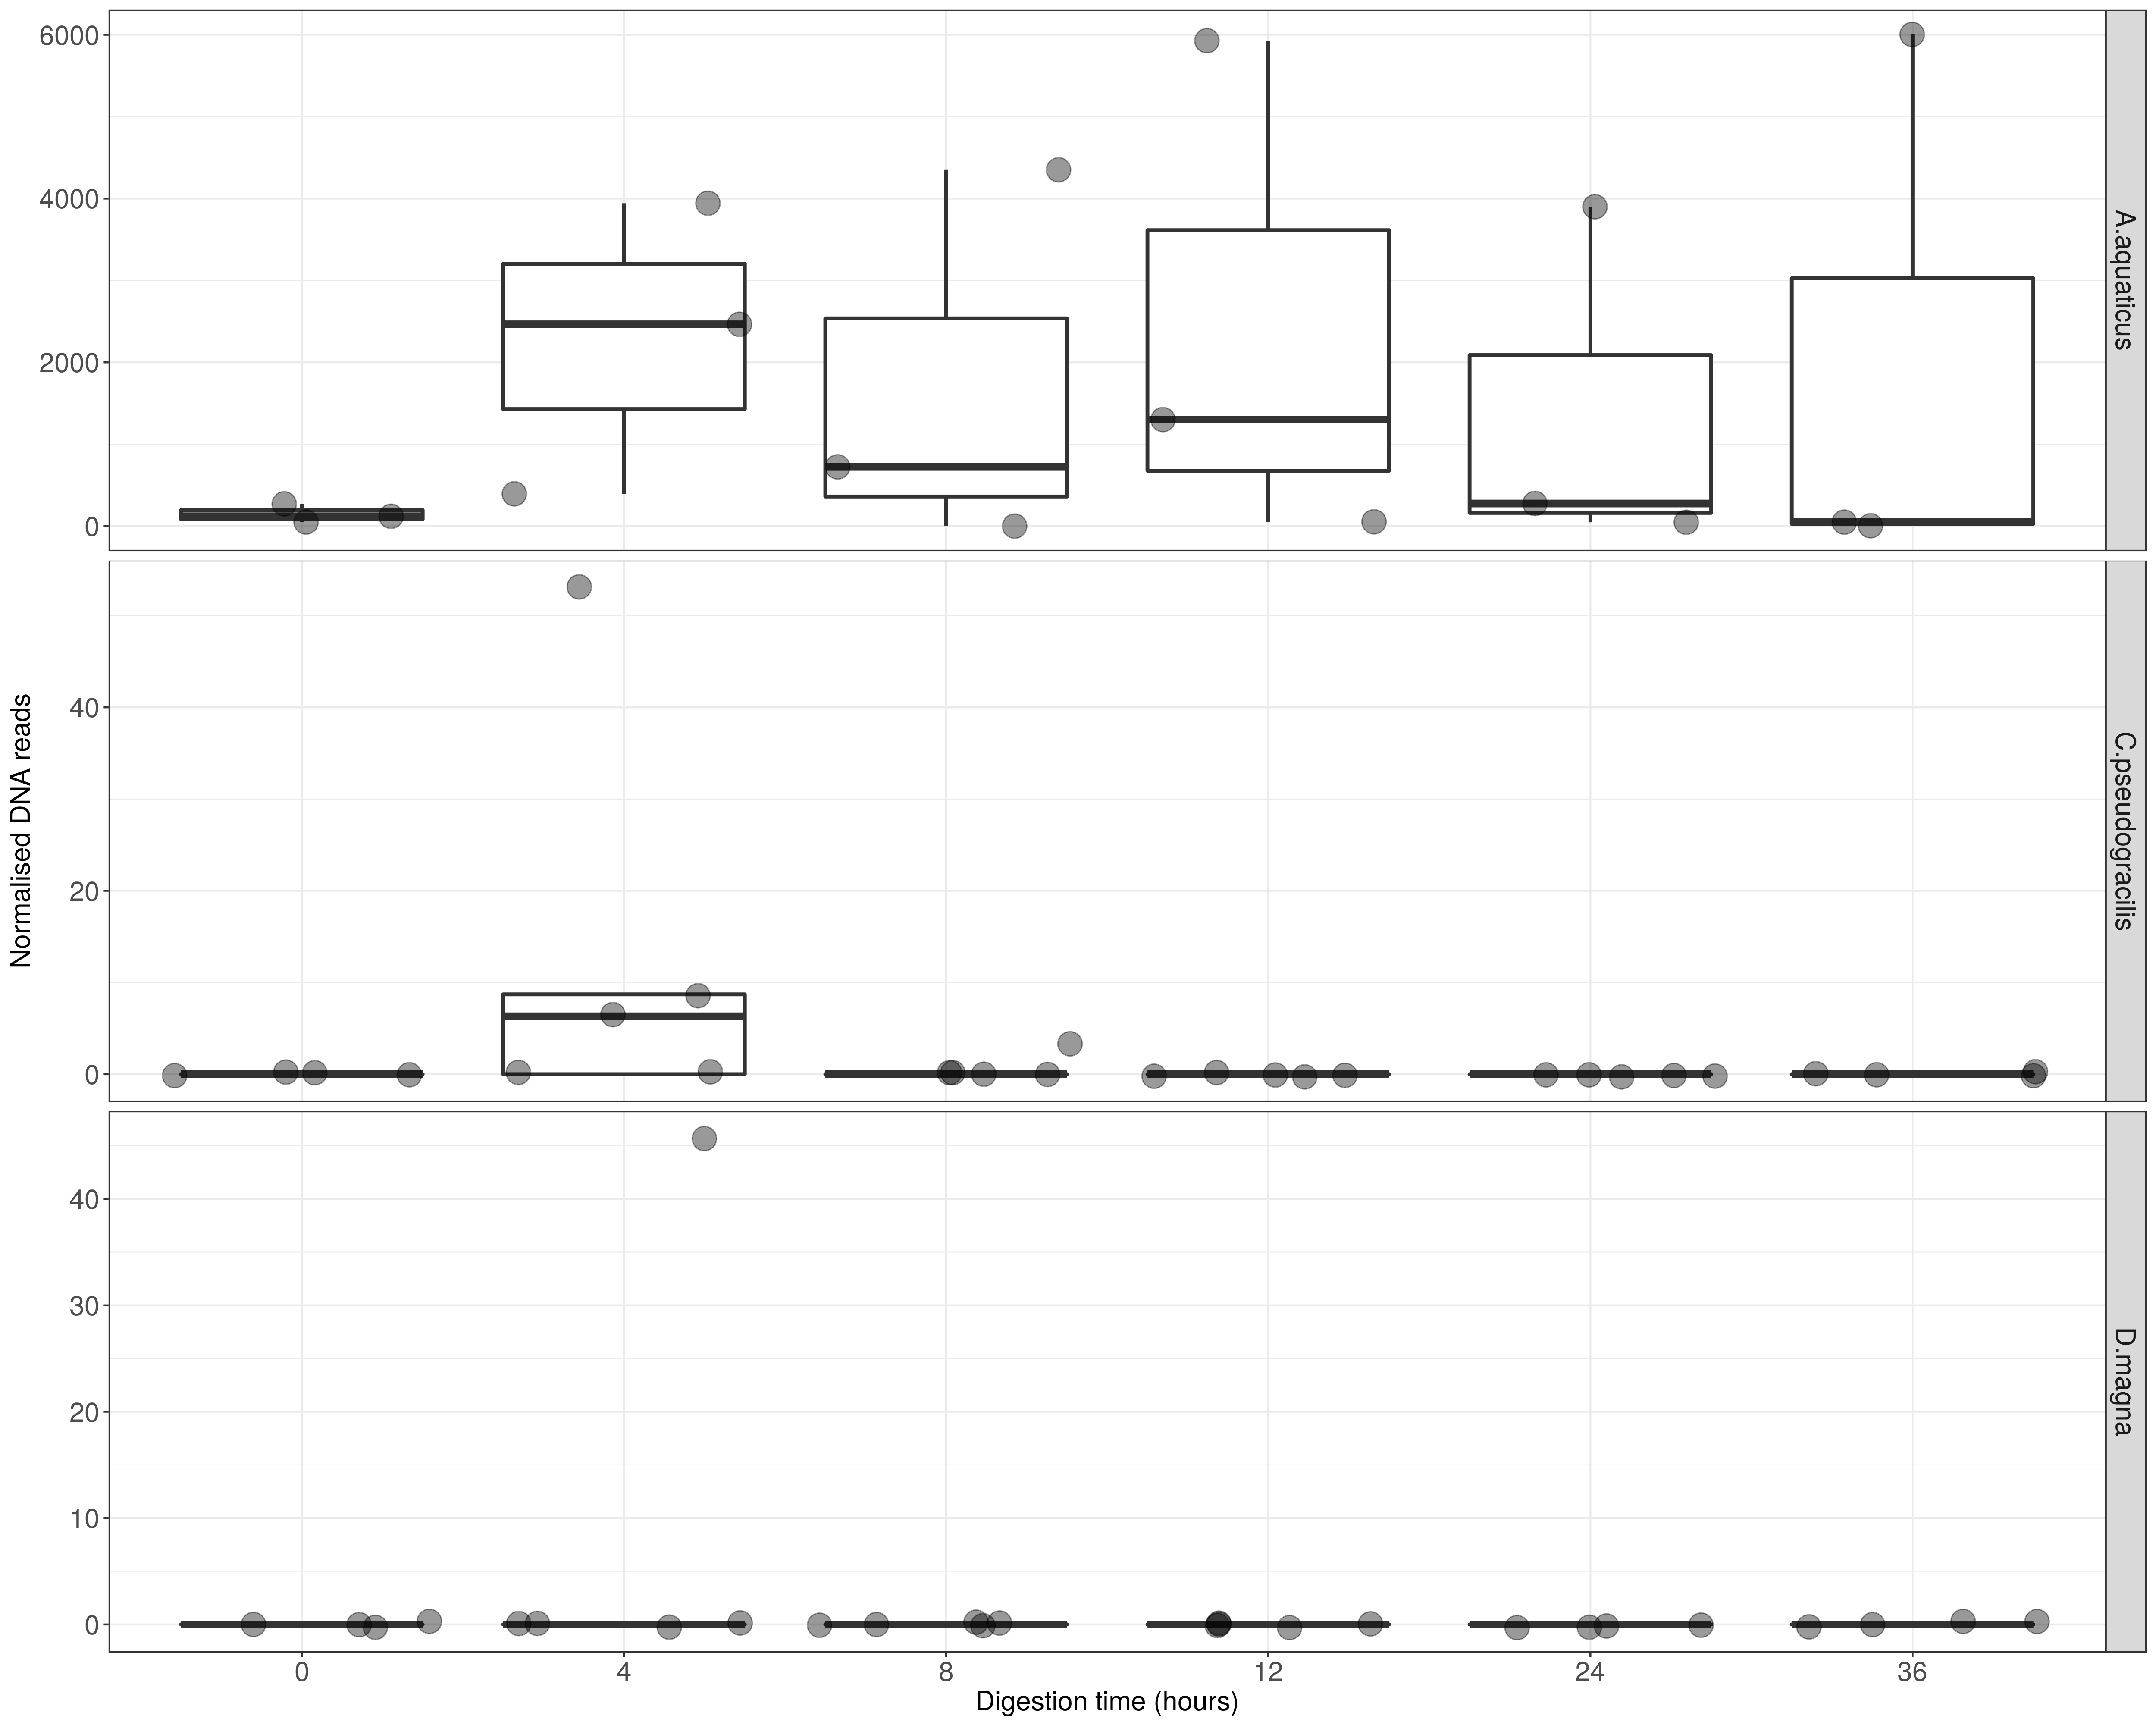 6000
4000
2000
0
A.aquaticus
40
20
0
C.pseudogracilis
Normalised DNA reads
40
30
20
10
0
D.magna
0 4 8 12 24 36
Digestion time (hours)